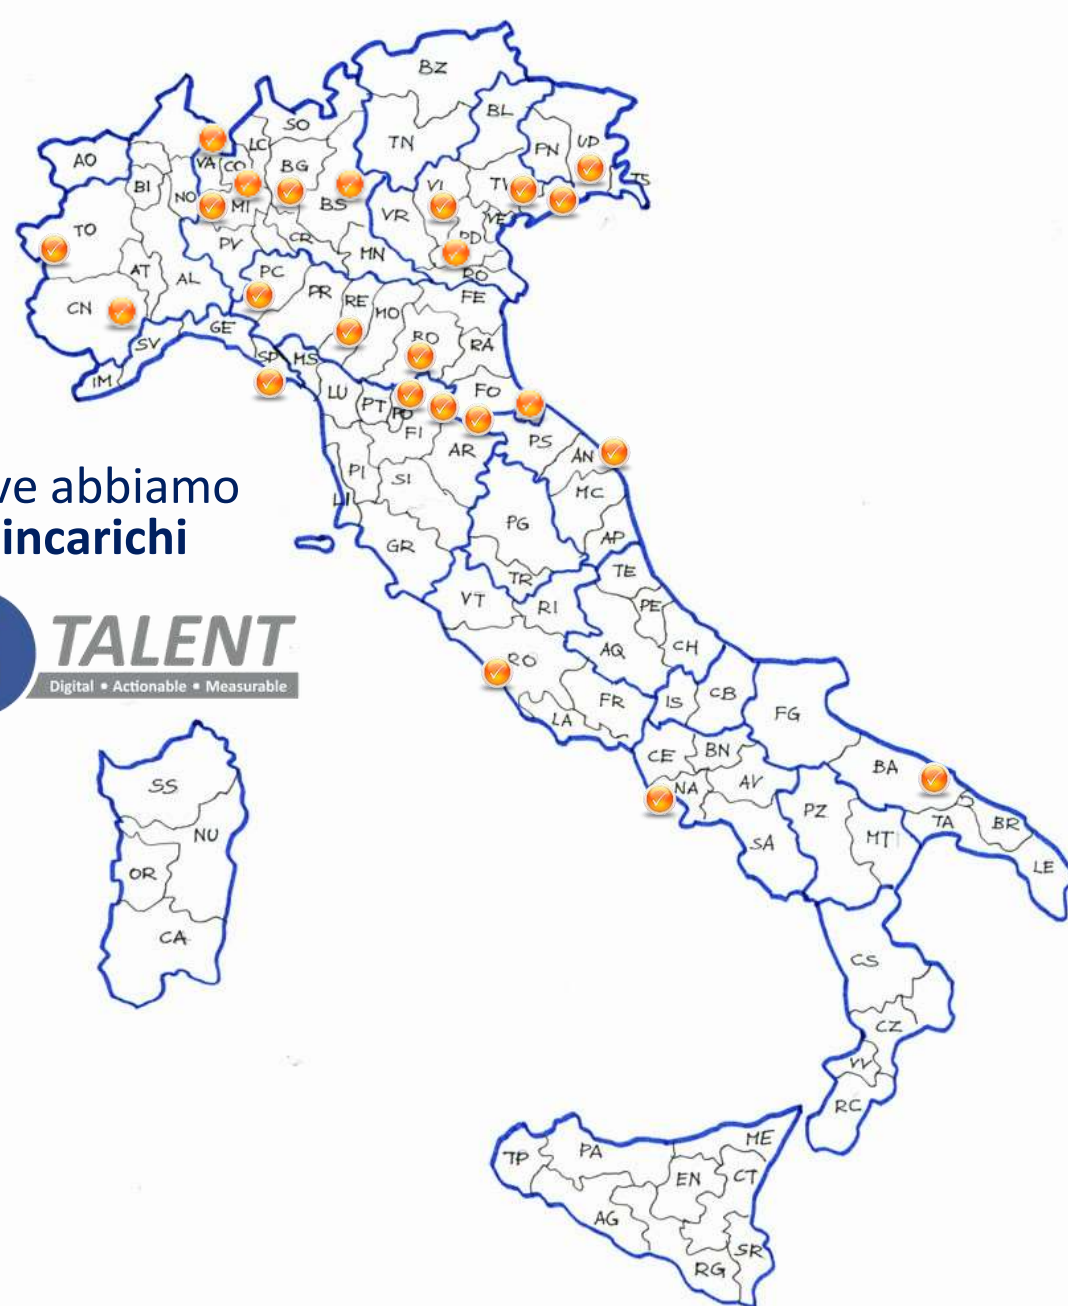 BZ
BL
SO
TN
UD
PN
LC
AO
VA
CO
BG
TS
BI
VI
NO
MI
BS
VR
VE
TO
PV
CR
PD
MN
RO
AT
PC
AL
PR
RE
FE
CN
MO
GE
RO
RA
SV
SP
MS
IM
LU
FO
PT
PO
FI
PS
AR
AN
PI
SI
MC
LI
PG
GR
AP
TR
TE
VT
RI
PE
AQ
CH
RO
FR
IS
CB
LA
FG
CE
BN
BA
NA
AV
PZ
TA
BR
SA
MT
LE
CS
CZ
VV
RC
ve abbiamo
incarichi
TALENT
Digital • Actionable • Measurable
SS
NU
OR
CA
ME
PA
TP
EN
CT
AG
SR
RG